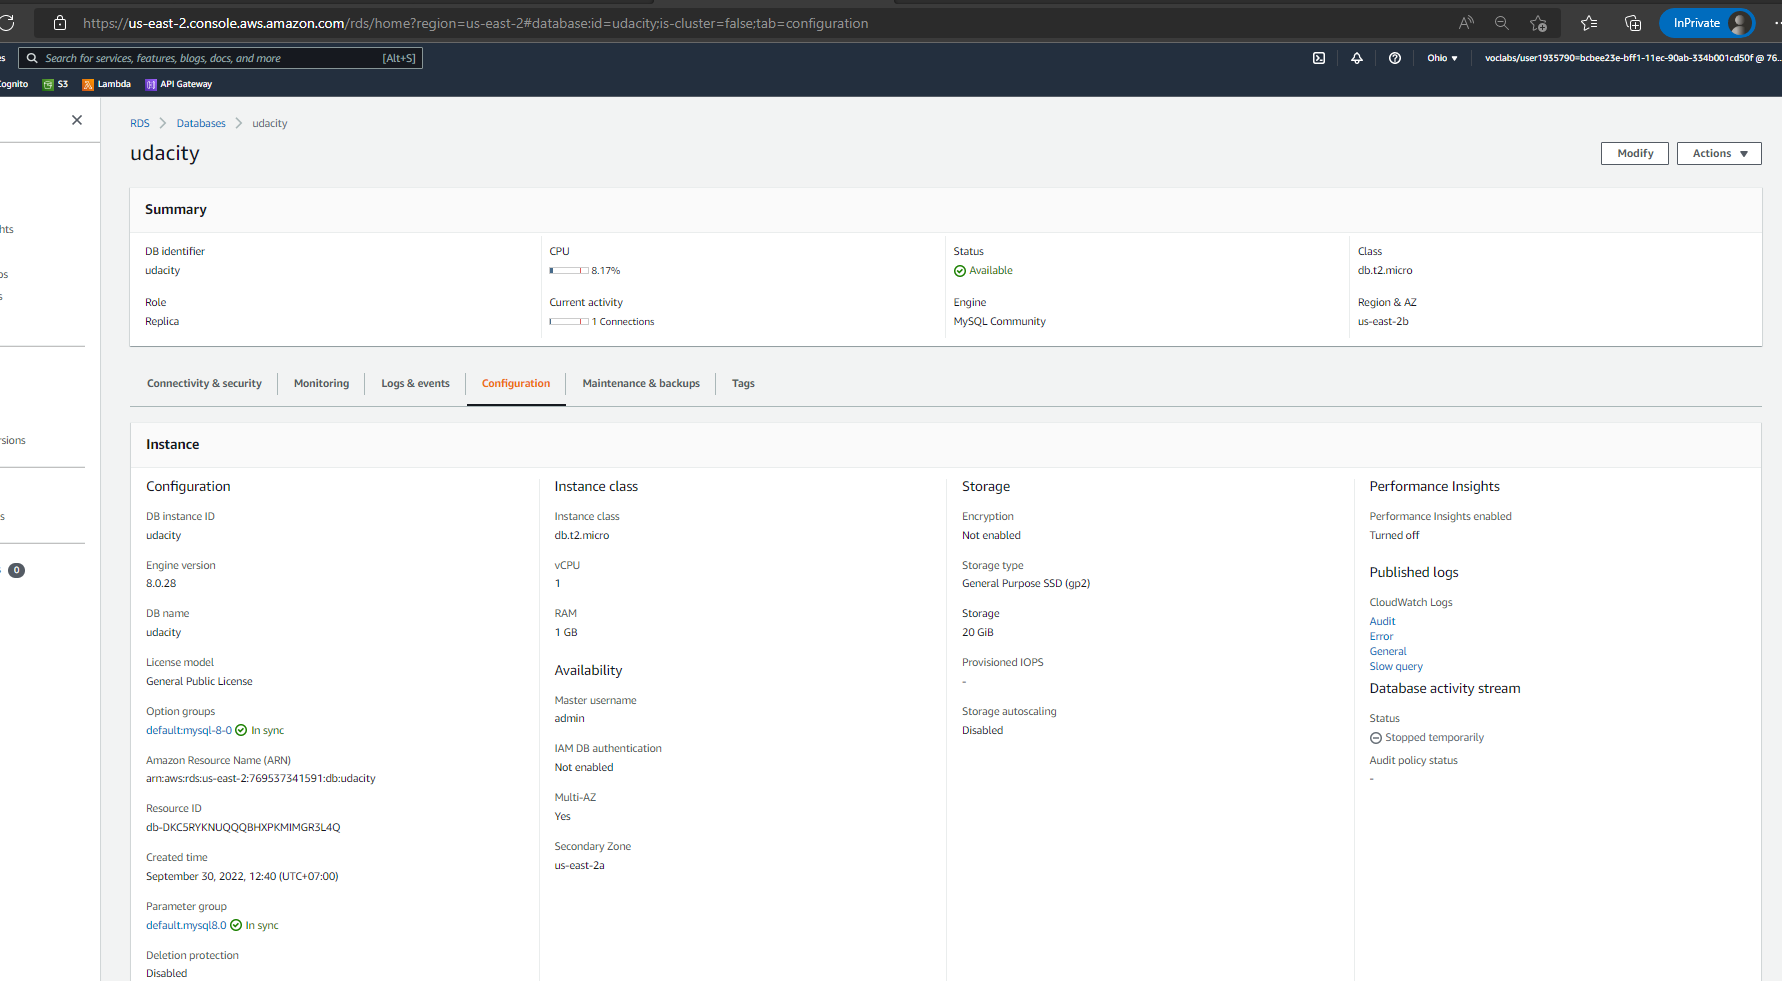 https://us-east-2.console.aws.amazon.com/rds/home?region=us-east-2#database:id=udacity;is-cluster=false;tab=configuration
InPrivate
Search for services, features, blogs, docs, and more [Alt+S]
Ohio ▼
voclabs/user1935790=bcbee23e-bff1-11ec-90ab-334b001cd50f @ 76...
S3
Lambda
API Gateway
RDS > Databases > udacity
udacity
Modify
Actions ▼
Summary
DB identifier
udacity
CPU
8.17%
Status
Available
Class
db.t2.micro
Role
Replica
Current activity
1 Connections
Engine
MySQL Community
Region & AZ
us-east-2b
Connectivity & security
Monitoring
Logs & events
Configuration
Maintenance & backups
Tags
0
Instance
Configuration
DB instance ID
udacity
Engine version
8.0.28
DB name
udacity
License model
General Public License
Option groups
default:mysql-8-0 In sync
Amazon Resource Name (ARN)
arn:aws:rds:us-east-2:769537341591:db:udacity
Resource ID
db-DKC5RYKNUQQQBHXPKMIMGR3L4Q
Created time
September 30, 2022, 12:40 (UTC+07:00)
Parameter group
default.mysql8.0 In sync
Deletion protection
Disabled
Instance class
Instance class
db.t2.micro
vCPU
1
RAM
1 GB
Availability
Master username
admin
IAM DB authentication
Not enabled
Multi-AZ
Yes
Secondary Zone
us-east-2a
Storage
Encryption
Not enabled
Storage type
General Purpose SSD (gp2)
Storage
20 GiB
Provisioned IOPS
-
Storage autoscaling
Disabled
Performance Insights
Performance Insights enabled
Turned off
Published logs
CloudWatch Logs
Audit
Error
General
Slow query
Database activity stream
Status
Stopped temporarily
Audit policy status
-